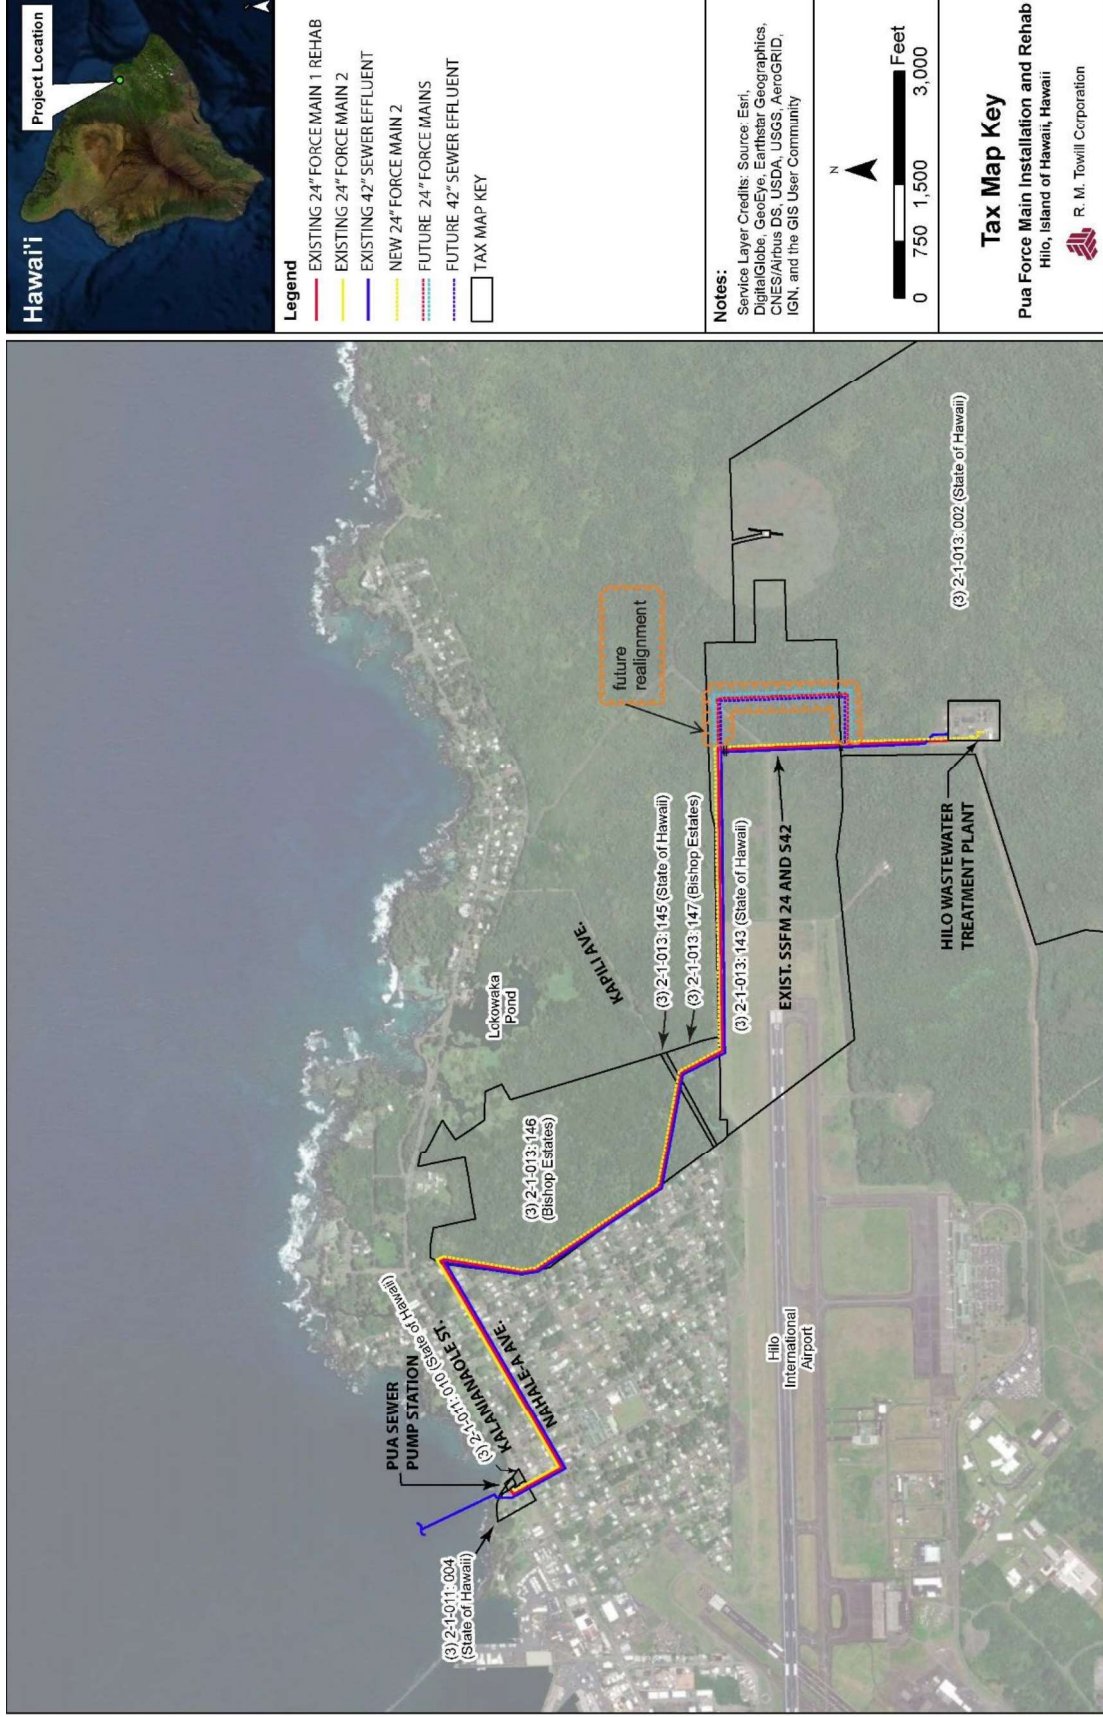 Hawai'i
Project Location
Legend
EXISTING 24" FORCE MAIN 1 REHAB
EXISTING 24" FORCE MAIN 2
EXISTING 42" SEWER EFFLUENT
NEW 24" FORCE MAIN 2
FUTURE 24" FORCE MAINS
FUTURE 42" SEWER EFFLUENT
TAX MAP KEY
Notes:
Service Layer Credits: Source: Esri,
DigitalGlobe, GeoEye, Earthstar Geographics,
CNES/Airbus DS, USDA, USGS, AeroGRID,
IGN, and the GIS User Community
N
0 750 1,500 3,000
Feet
Tax Map Key
Pua Force Main Installation and Rehab
Hilo, Island of Hawaii, Hawaii
R. M. Towill Corporation
(3) 2-1-011: 004
(State of Hawaii)
PUA SEWER
PUMP STATION
(3) 2-1-011: 010 (State of Hawaii)
KALANIANAOLE ST.
NAHALE-A AVE.
(3) 2-1-013: 146
(Bishop Estates)
Lokowaka
Pond
KAPILI AVE.
(3) 2-1-013: 145 (State of Hawaii)
(3) 2-1-013: 147 (Bishop Estates)
(3) 2-1-013: 143 (State of Hawaii)
future
realignment
EXIST. SSFM 24 AND S42
Hilo
International
Airport
HILO WASTEWATER
TREATMENT PLANT
(3) 2-1-013: 002 (State of Hawaii)